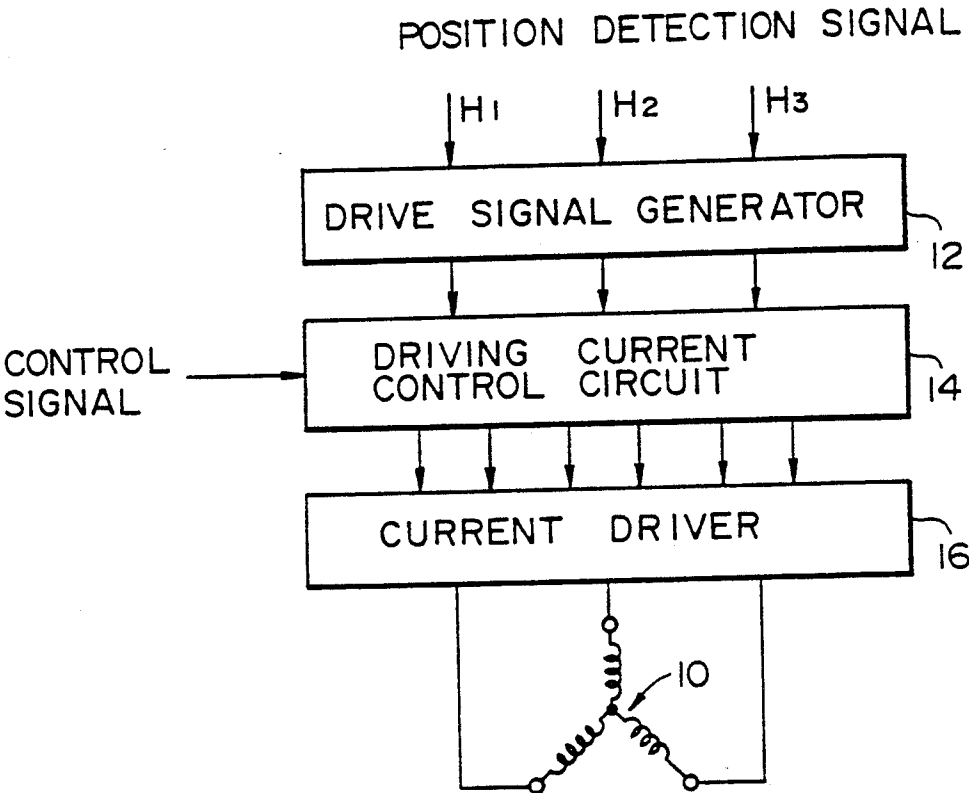 POSITION DETECTION SIGNAL
H1 H2 H3
DRIVE SIGNAL GENERATOR
12
CONTROL
SIGNAL
DRIVING CURRENT
CONTROL CIRCUIT
14
CURRENT DRIVER
16
10